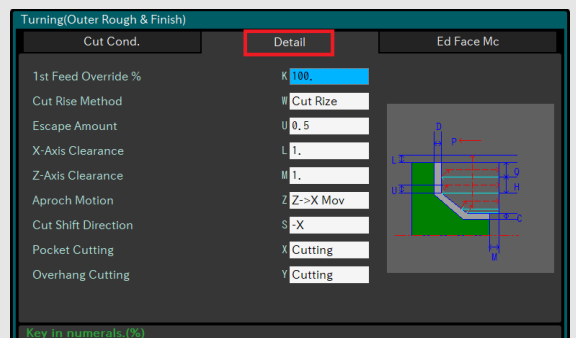 Turning(Outer Rough & Finish)
Cut Cond. Detail Ed Face Mc
1st Feed Override % K 100.
Cut Rise Method W Cut Rize
Escape Amount U 0.5
X-Axis Clearance L 1.
Z-Axis Clearance M 1.
Aproch Motion Z Z->X Mov
Cut Shift Direction S -X
Pocket Cutting X Cutting
Overhang Cutting Y Cutting
D
P
L
Q
U H
C
M
Key in numerals.(%)